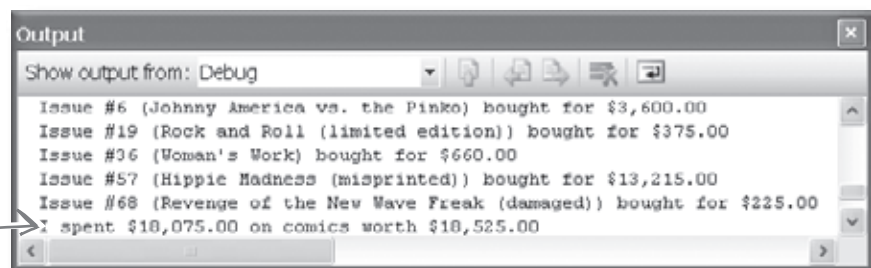 Output
Show output from: Debug
Issue #6 (Johnny America vs. the Pinko) bought for $3,600.00
Issue #19 (Rock and Roll (limited edition)) bought for $375.00
Issue #36 (Woman's Work) bought for $660.00
Issue #57 (Hippie Madness (misprinted)) bought for $13,215.00
Issue #68 (Revenge of the New Wave Freak (damaged)) bought for $225.00
I spent $18,075.00 on comics worth $18,525.00